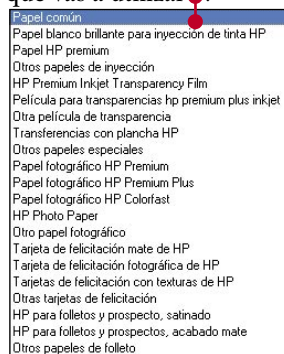 Papel común
Papel blanco brillante para inyección de tinta HP
Papel HP premium
Otros papeles de inyección
HP Premium Inkjet Transparency Film
Película para transparencias hp premium plus inkjet
Otra película de transparencia
Transferencias con plancha HP
Otros papeles especiales
Papel fotográfico HP Premium
Papel fotográfico HP Premium Plus
Papel fotográfico HP Colorfast
HP Photo Paper
Otro papel fotográfico
Tarjeta de felicitación mate de HP
Tarjeta de felicitación fotográfica de HP
Tarjetas de felicitación con texturas de HP
Otras tarjetas de felicitación
HP para folletos y prospecto, satinado
HP para folletos y prospectos, acabado mate
Otros papeles de folleto